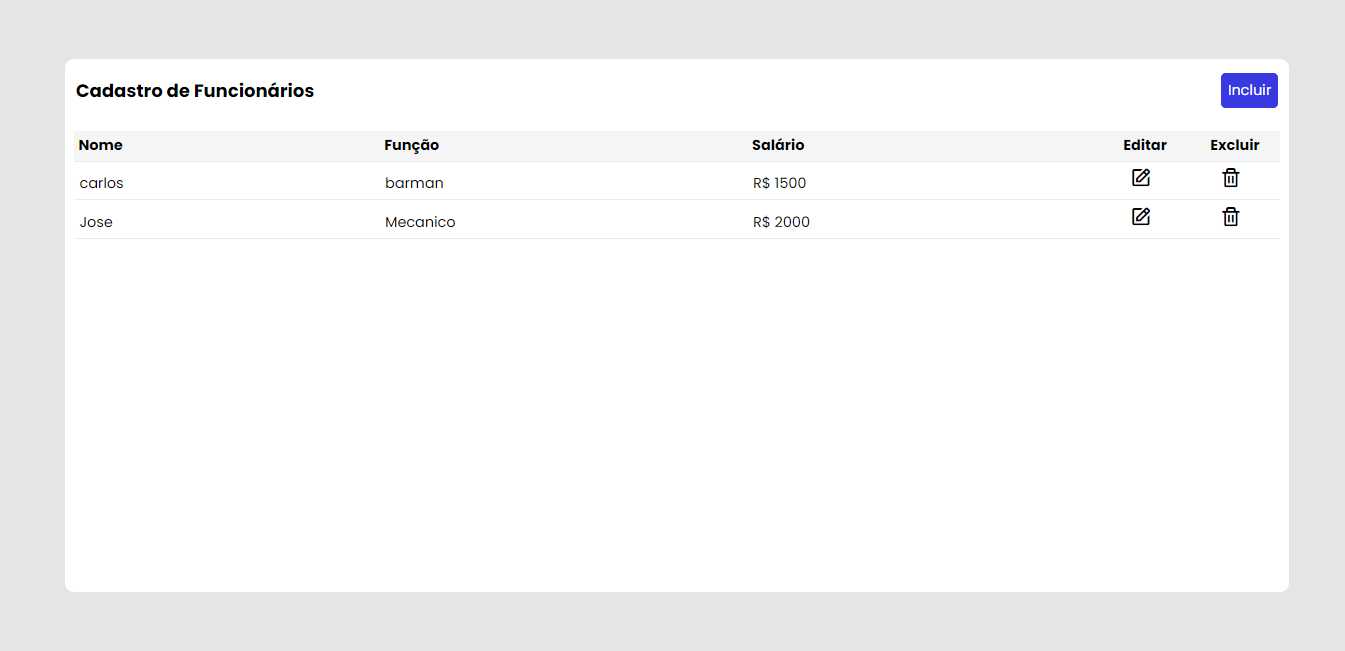 Cadastro de Funcionários Incluir
Nome Função Salário Editar Excluir
carlos barman R$ 1500
Jose Mecanico R$ 2000